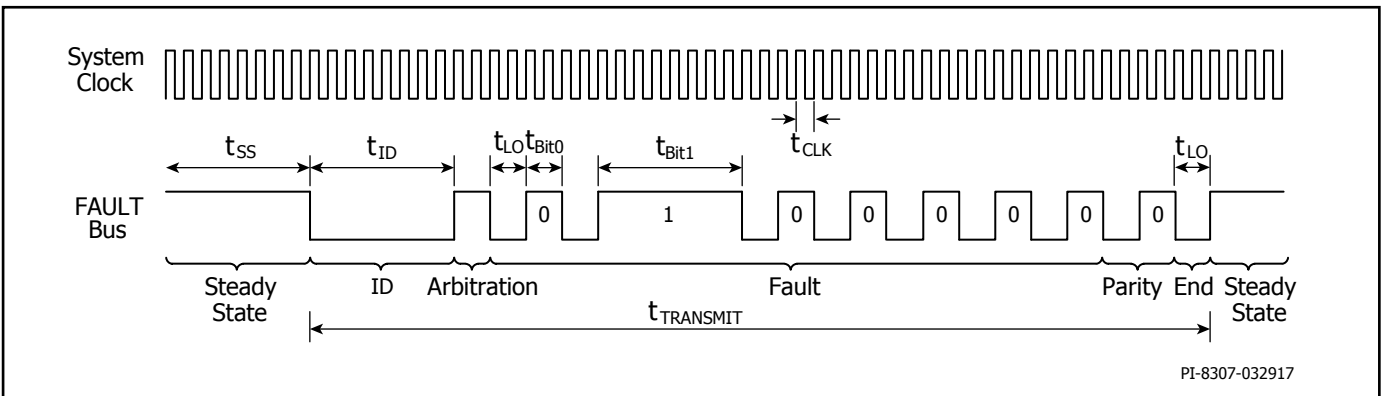 System
Clock
tSS
tID
tLO
tBit0
tBit1
tCLK
tLO
FAULT
Bus
0
1
0
0
0
0
0
0
Steady
State
ID
Arbitration
Fault
Parity
End
Steady
State
tTRANSMIT
PI-8307-032917